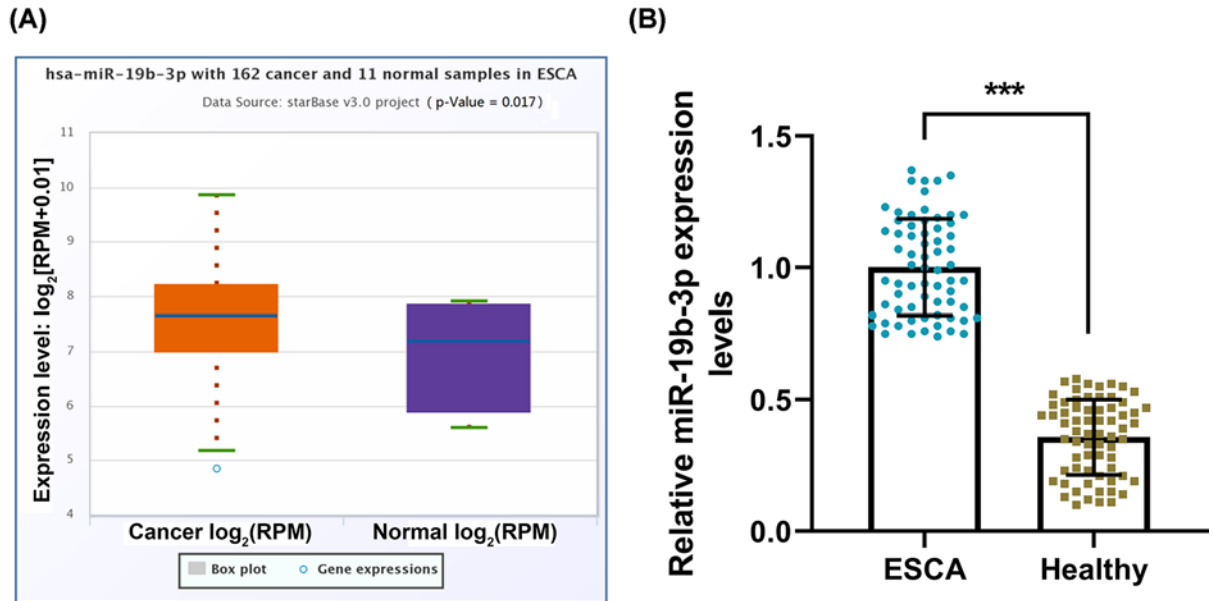 (A)
hsa-miR-19b-3p with 162 cancer and 11 normal samples in ESCA
Data Source: starBase v3.0 project ( p-Value = 0.017)
Expression level: log₂[RPM+0.01]
11
10
9
8
7
6
5
4
Cancer log₂(RPM)
Normal log₂(RPM)
Box plot
Gene expressions
(B)
***
Relative miR-19b-3p expression
levels
1.5
1.0
0.5
0.0
ESCA
Healthy